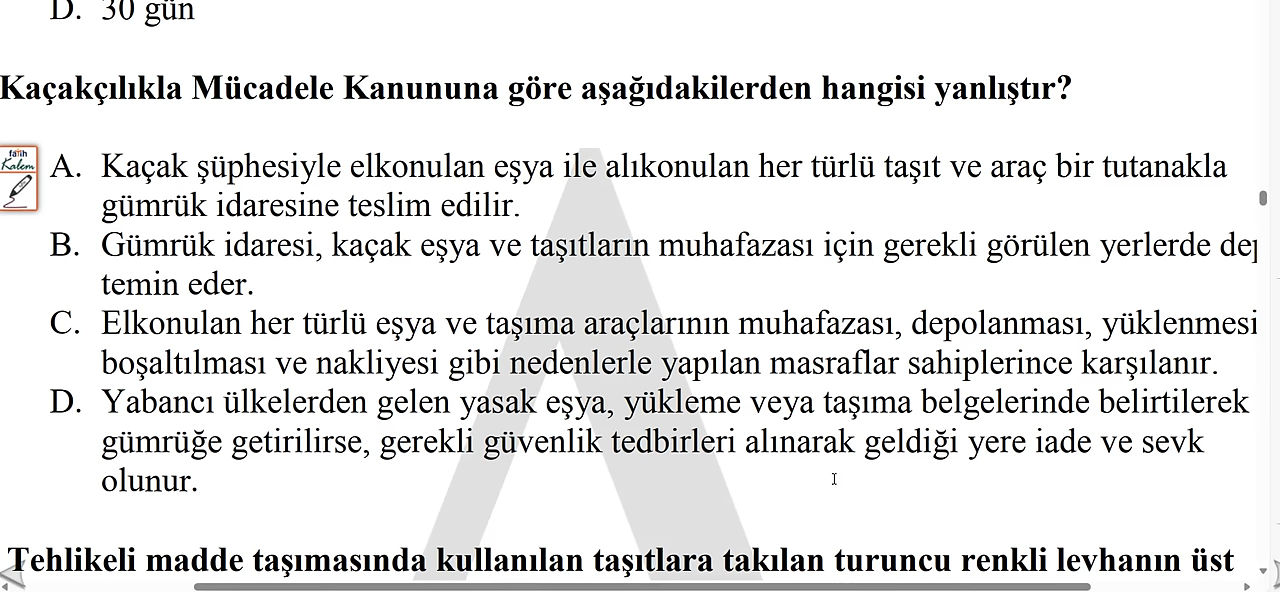 D. 30 gün
Kaçakçılıkla Mücadele Kanununa göre aşağıdakilerden hangisi yanlıştır?
fatih
Kalem
A. Kaçak şüphesiyle elkonulan eşya ile alıkonulan her türlü taşıt ve araç bir tutanakla
gümrük idaresine teslim edilir.
B. Gümrük idaresi, kaçak eşya ve taşıtların muhafazası için gerekli görülen yerlerde
temin eder.
C. Elkonulan her türlü eşya ve taşıma araçlarının muhafazası, depolanması, yüklenmesi
boşaltılması ve nakliyesi gibi nedenlerle yapılan masraflar sahiplerince karşılanır.
D. Yabancı ülkelerden gelen yasak eşya, yükleme veya taşıma belgelerinde belirtilerek
gümrüğe getirilirse, gerekli güvenlik tedbirleri alınarak geldiği yere iade ve sevk
olunur.
Tehlikeli madde taşımasında kullanılan taşıtlara takılan turuncu renkli levhanın üst